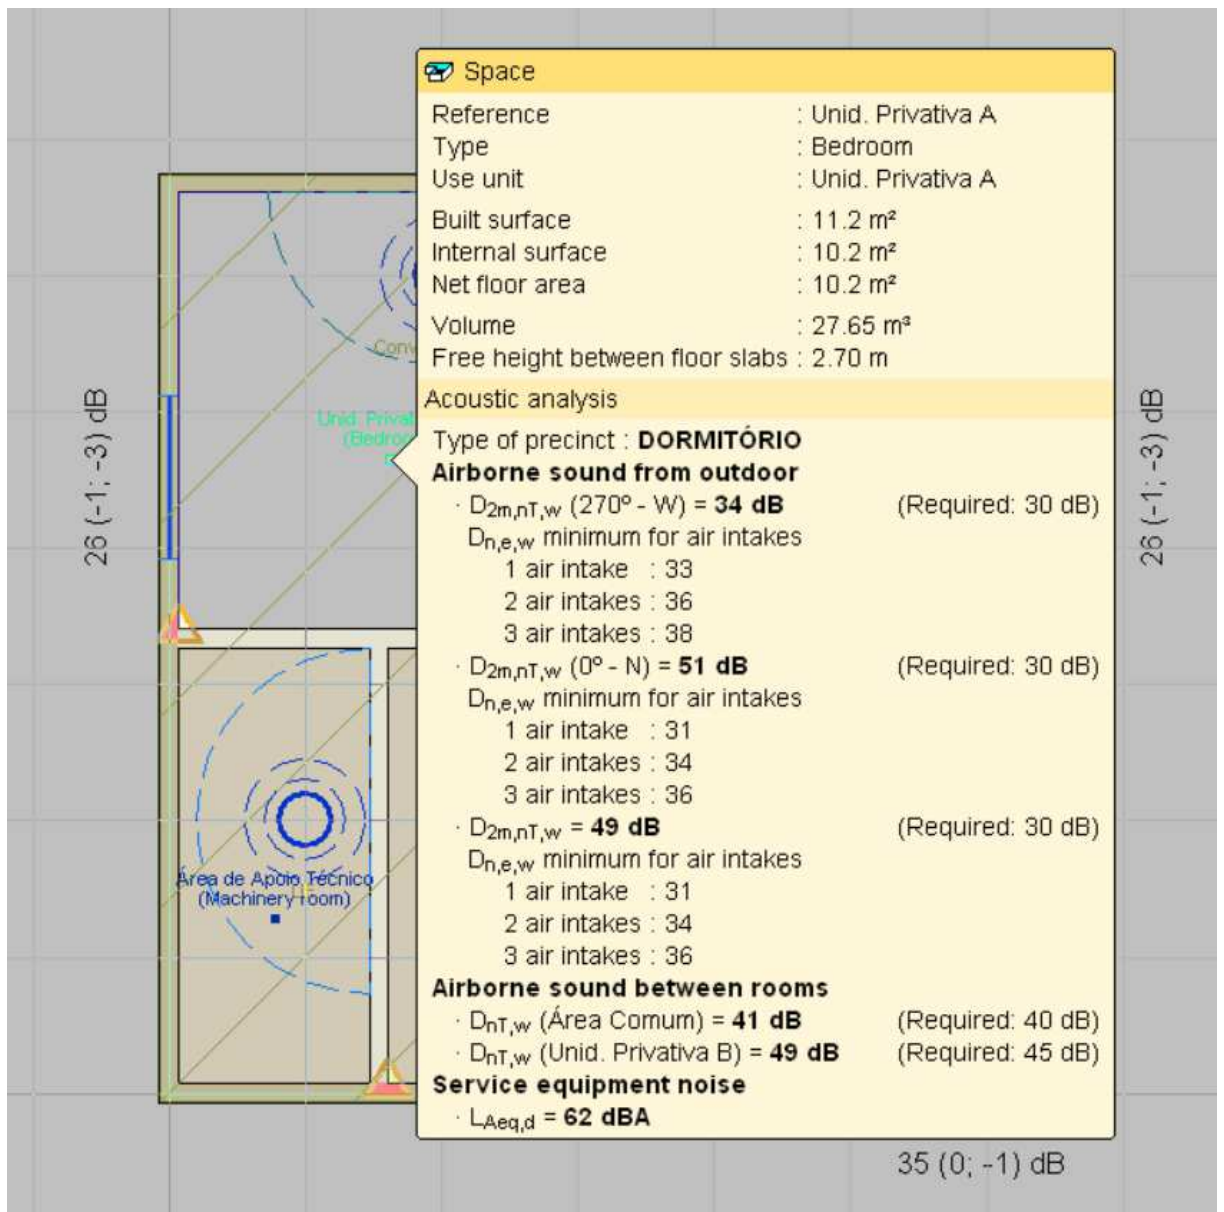 Space
Reference : Unid. Privativa A
Type : Bedroom
Use unit : Unid. Privativa A
Built surface : 11.2 m²
Internal surface : 10.2 m²
Net floor area : 10.2 m²
Volume : 27.65 m³
Free height between floor slabs : 2.70 m
Acoustic analysis
Type of precinct : DORMITÓRIO
Airborne sound from outdoor
· D2m,nT,w (270º - W) = 34 dB (Required: 30 dB)
Dn,e,w minimum for air intakes
1 air intake : 33
2 air intakes : 36
3 air intakes : 38
· D2m,nT,w (0º - N) = 51 dB (Required: 30 dB)
Dn,e,w minimum for air intakes
1 air intake : 31
2 air intakes : 34
3 air intakes : 36
· D2m,nT,w = 49 dB (Required: 30 dB)
Dn,e,w minimum for air intakes
1 air intake : 31
2 air intakes : 34
3 air intakes : 36
Airborne sound between rooms
· DnT,w (Área Comum) = 41 dB (Required: 40 dB)
· DnT,w (Unid. Privativa B) = 49 dB (Required: 45 dB)
Service equipment noise
· LAeq,d = 62 dBA
26 (-1; -3) dB
Conv
Unid. Privat
(Bedroo
Área de Apoio Técnico
(Machinery room)
26 (-1; -3) dB
35 (0; -1) dB